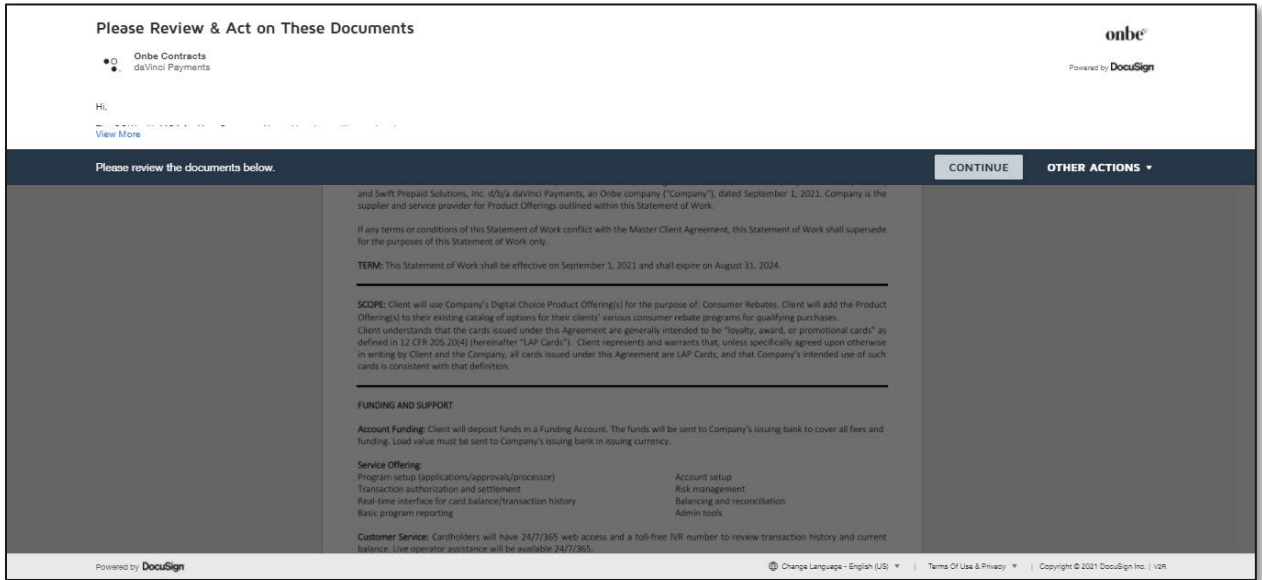 Please Review & Act on These Documents
onbe
Onbe Contracts
daVinci Payments
Powered by DocuSign
Hi,
View More
Please review the documents below.
CONTINUE
OTHER ACTIONS
and Swift Prepaid Solutions, Inc. d/b/a daVinci Payments, an Onbe company ("Company"), dated September 1, 2021. Company is the
supplier and service provider for Product Offerings outlined within this Statement of Work.
If any terms or conditions of this Statement of Work conflict with the Master Client Agreement, this Statement of Work shall supersede
for the purposes of this Statement of Work only.
TERM: This Statement of Work shall be effective on September 1, 2021 and shall expire on August 31, 2024.
SCOPE: Client will use Company's Digital Choice Product Offering(s) for the purpose of: Consumer Rebates. Client will add the Product
Offering(s) to their existing catalog of options for their clients' various consumer rebate programs for qualifying purchases.
Client understands that the cards issued under this Agreement are generally intended to be "loyalty, award, or promotional cards" as
defined in 12 CFR 205.20(4) (hereinafter "LAP Cards"). Client represents and warrants that, unless specifically agreed upon otherwise
in writing by Client and the Company, all cards issued under this Agreement are LAP Cards, and that Company's intended use of such
cards is consistent with that definition.
FUNDING AND SUPPORT
Account Funding: Client will deposit funds in a Funding Account. The funds will be sent to Company's issuing bank to cover all fees and
funding. Load value must be sent to Company's issuing bank in issuing currency.
Service Offering:
Program setup (applications/approvals/processor) Account setup
Transaction authorization and settlement Risk management
Real-time interface for card balance/transaction history Balancing and reconciliation
Basic program reporting Admin tools
Customer Service: Cardholders will have 24/7/365 web access and a toll-free IVR number to review transaction history and current
balance. Live operator assistance will be available 24/7/365.
Powered by DocuSign
Change Language - English (US) | Terms Of Use & Privacy | Copyright © 2021 DocuSign Inc. | V2R